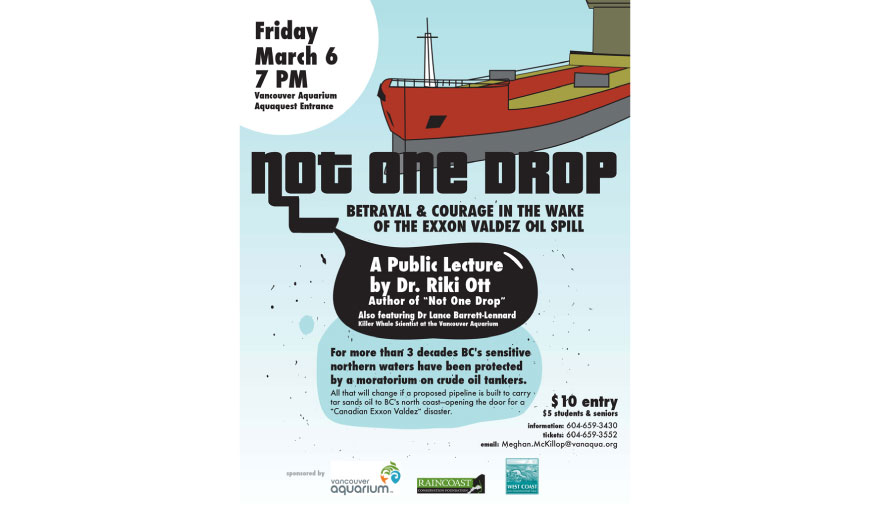 Friday
March 6
7 PM
Vancouver Aquarium
Aquaquest Entrance
not one DROP
BETRAYAL & COURAGE IN THE WAKE
OF THE EXXON VALDEZ OIL SPILL
A Public Lecture
by Dr. Riki Ott
Author of "Not One Drop"
Also featuring Dr Lance Barrett-Lennard
Killer Whale Scientist at the Vancouver Aquarium
For more than 3 decades BC's sensitive
northern waters have been protected
by a moratorium on crude oil tankers.
All that will change if a proposed pipeline is built to carry
tar sands oil to BC's north coast—opening the door for a
"Canadian Exxon Valdez" disaster.
$10 entry
$5 students & seniors
information: 604-659-3430
tickets: 604-659-3552
email: Meghan.McKillop@vanaqua.org
sponsored by
vancouver
aquarium
RAINCOAST
CONSERVATION FOUNDATION
WEST COAST